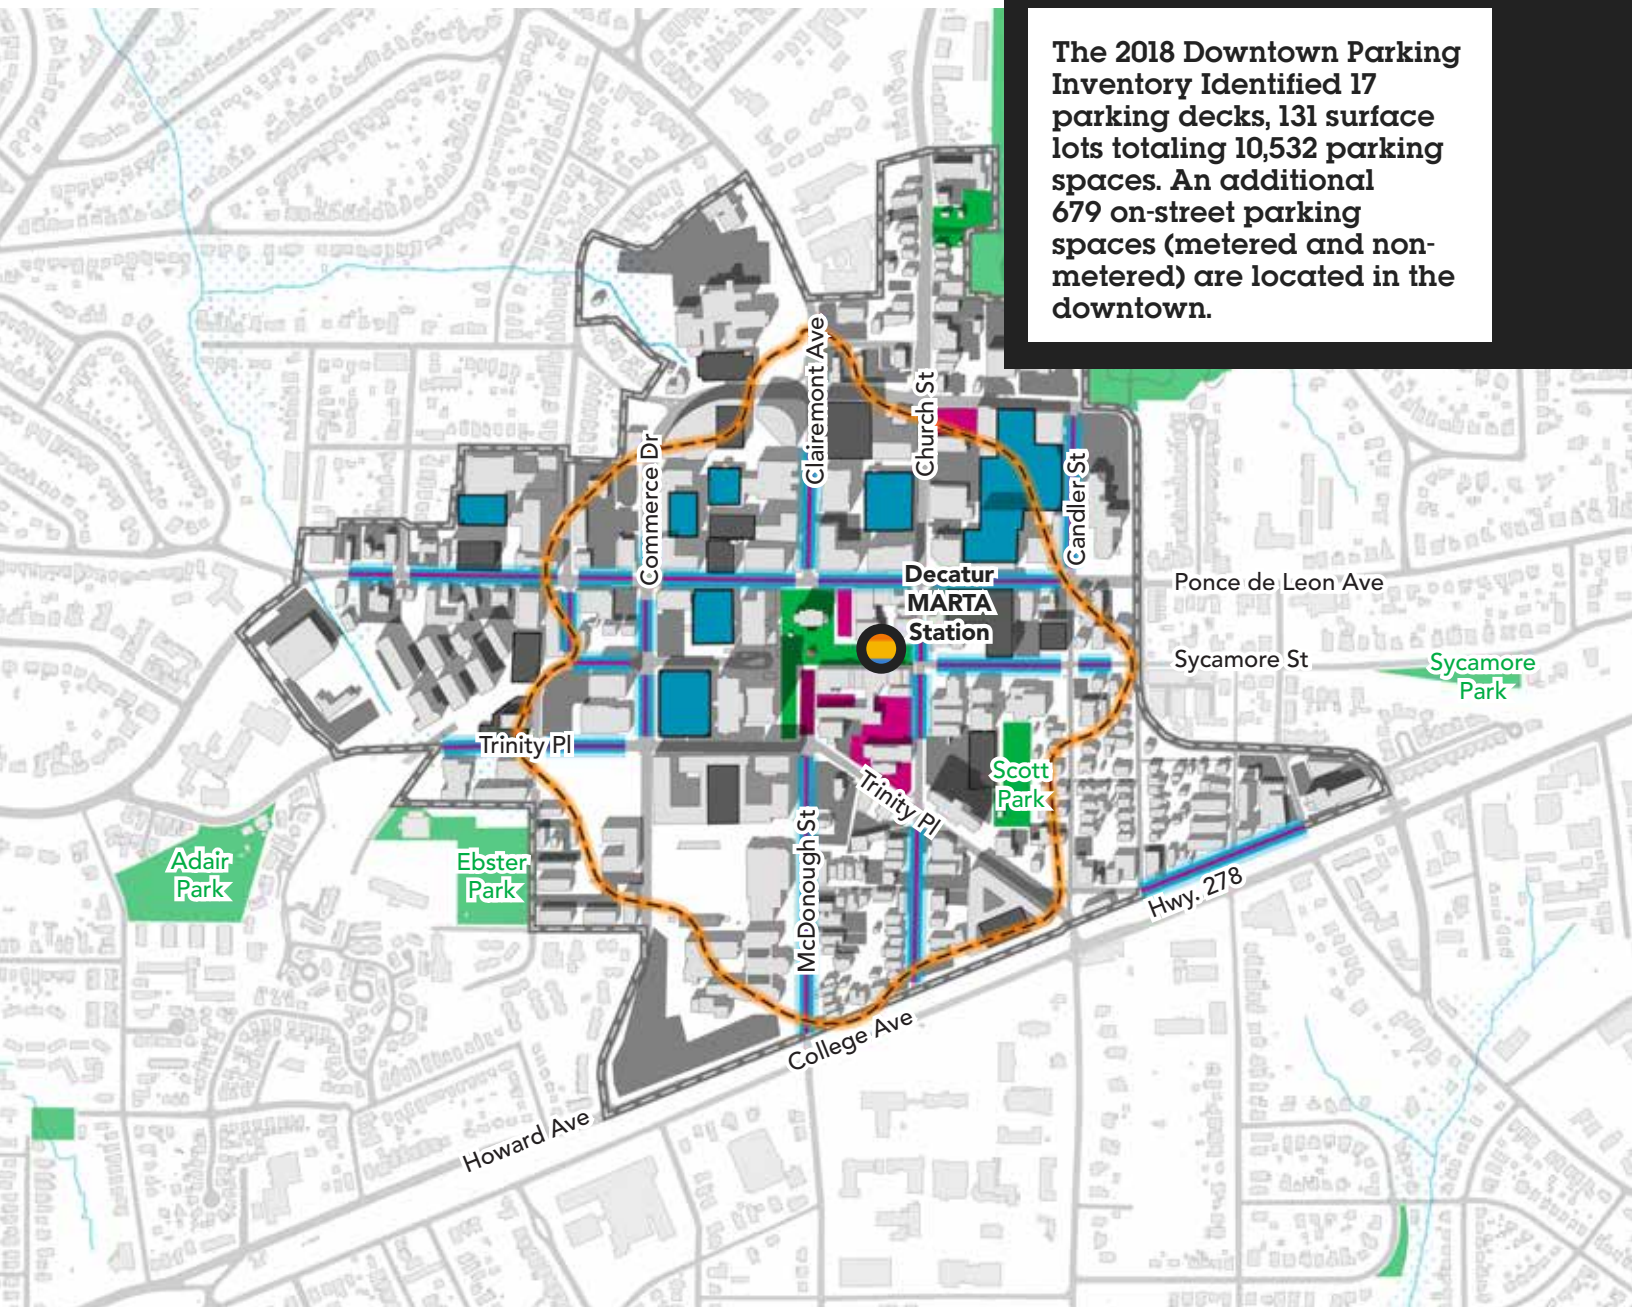 The 2018 Downtown Parking
Inventory Identified 17
parking decks, 131 surface
lots totaling 10,532 parking
spaces. An additional
679 on-street parking
spaces (metered and non-
metered) are located in the
downtown.
Clairemont Ave
Church St
Commerce Dr
Candler St
Decatur
MARTA
Station
Ponce de Leon Ave
Sycamore St
Sycamore
Park
Trinity Pl
Scott
Park
Trinity Pl
Adair
Park
Ebster
Park
McDonough St
Hwy. 278
College Ave
Howard Ave